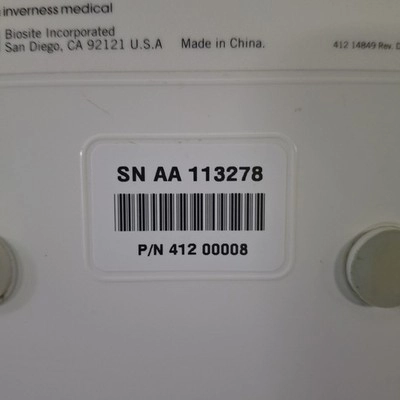 inverness medical
Biosite Incorporated
San Diego, CA 92121 U.S.A Made in China. 412 14849 Rev. D
SN AA 113278
P/N 412 00008